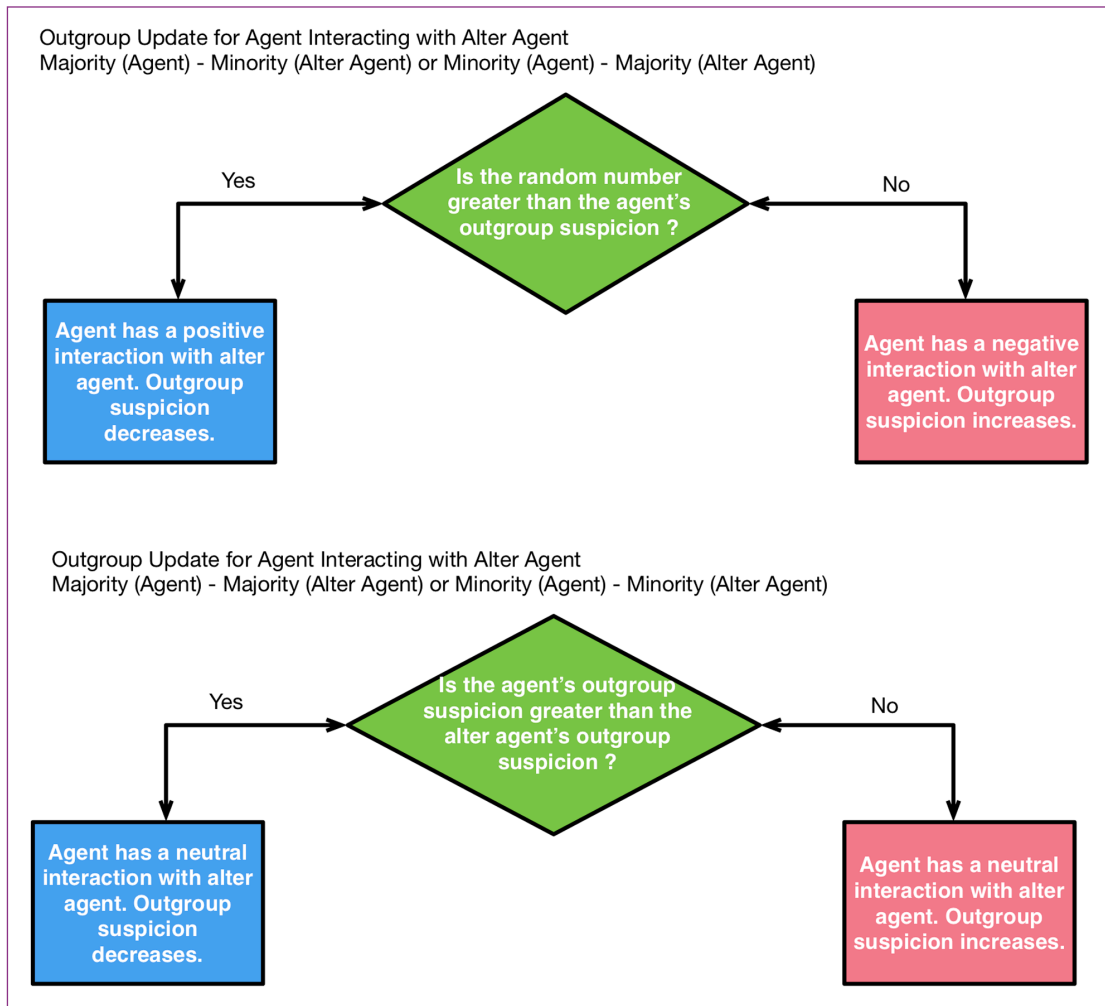 Outgroup Update for Agent Interacting with Alter Agent
Majority (Agent) - Minority (Alter Agent) or Minority (Agent) - Majority (Alter Agent)
Is the random number
greater than the agent's
outgroup suspicion ?
Yes
No
Agent has a positive
interaction with alter
agent. Outgroup
suspicion
decreases.
Agent has a negative
interaction with alter
agent. Outgroup
suspicion increases.
Outgroup Update for Agent Interacting with Alter Agent
Majority (Agent) - Majority (Alter Agent) or Minority (Agent) - Minority (Alter Agent)
Is the agent's outgroup
suspicion greater than the
alter agent's outgroup
suspicion ?
Yes
No
Agent has a neutral
interaction with alter
agent. Outgroup
suspicion
decreases.
Agent has a neutral
interaction with alter
agent. Outgroup
suspicion increases.